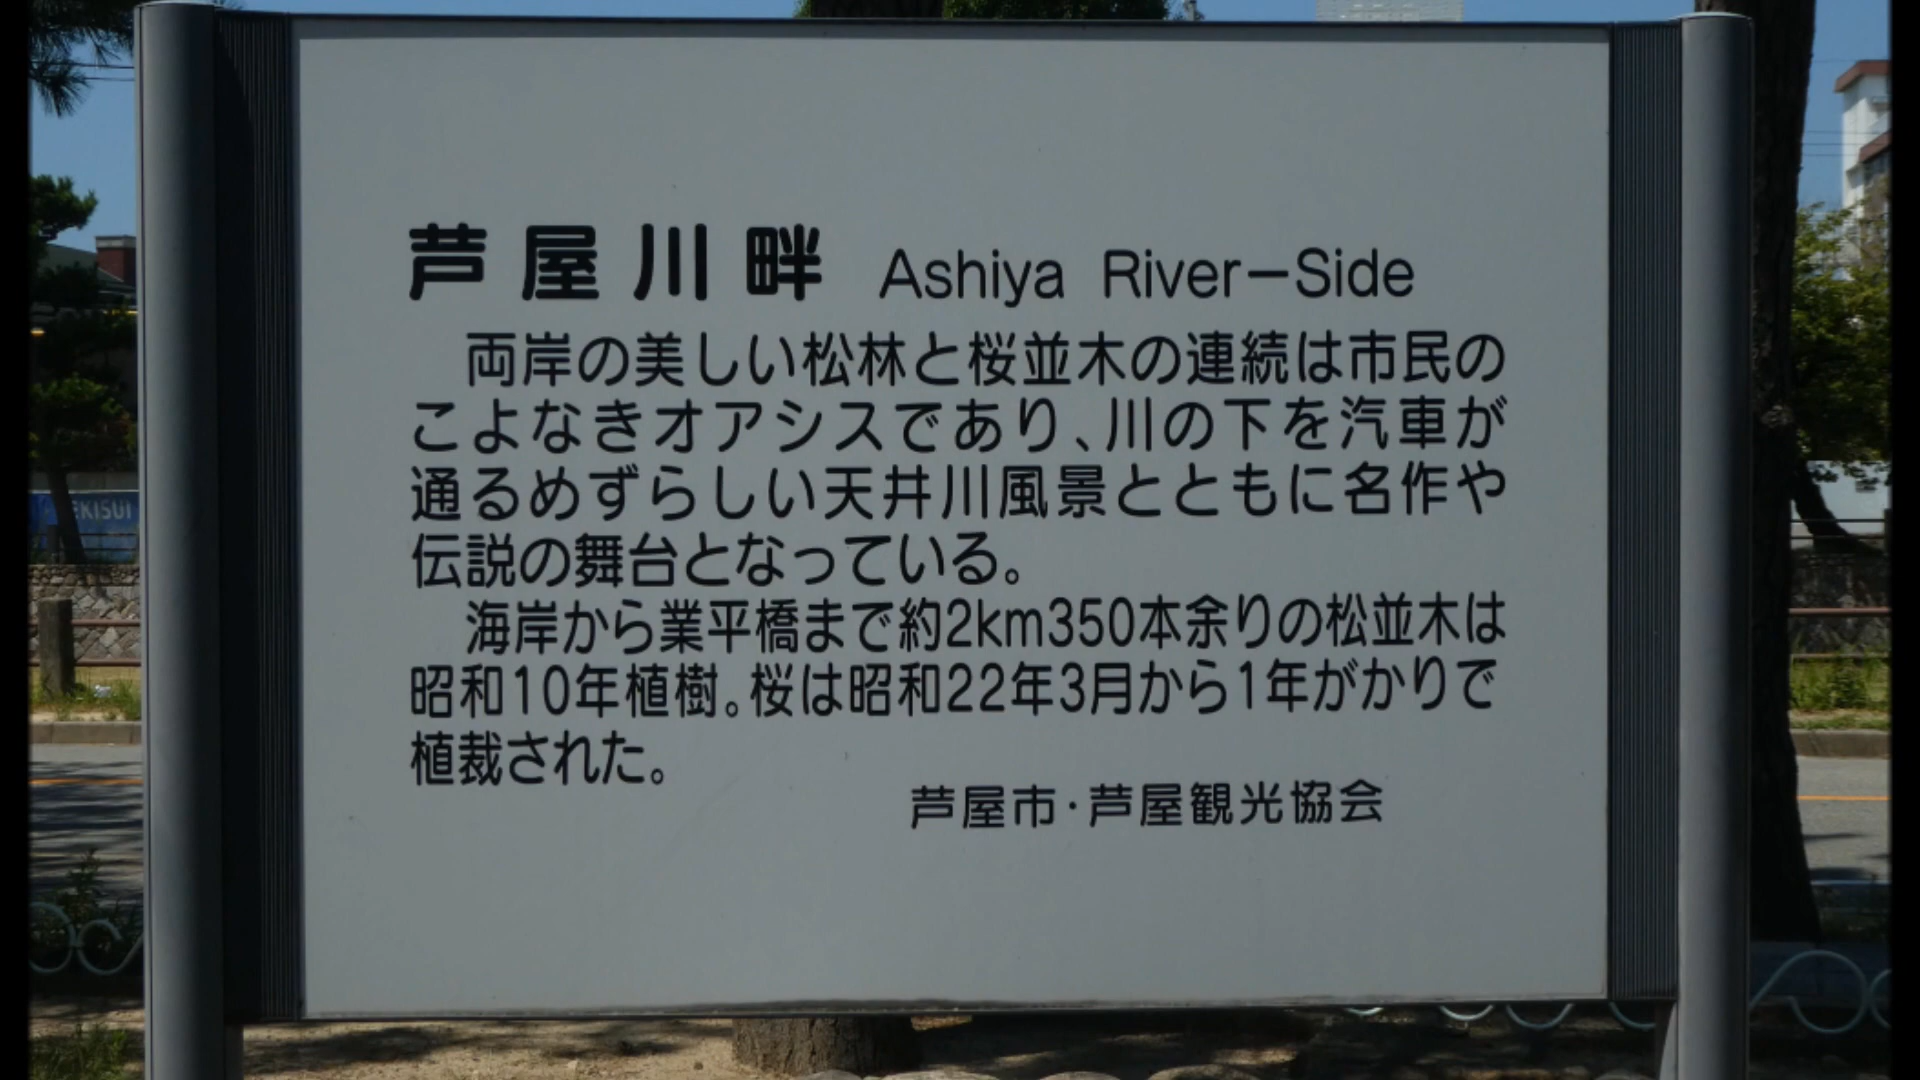 芦屋川畔 Ashiya River-Side
両岸の美しい松林と桜並木の連続は市民の
こよなきオアシスであり、川の下を汽車が
通るめずらしい天井川風景とともに名作や
伝説の舞台となっている。
海岸から業平橋まで約2km350本余りの松並木は
昭和10年植樹。桜は昭和22年3月から1年がかりで
植裁された。
芦屋市・芦屋観光協会
EKISUI